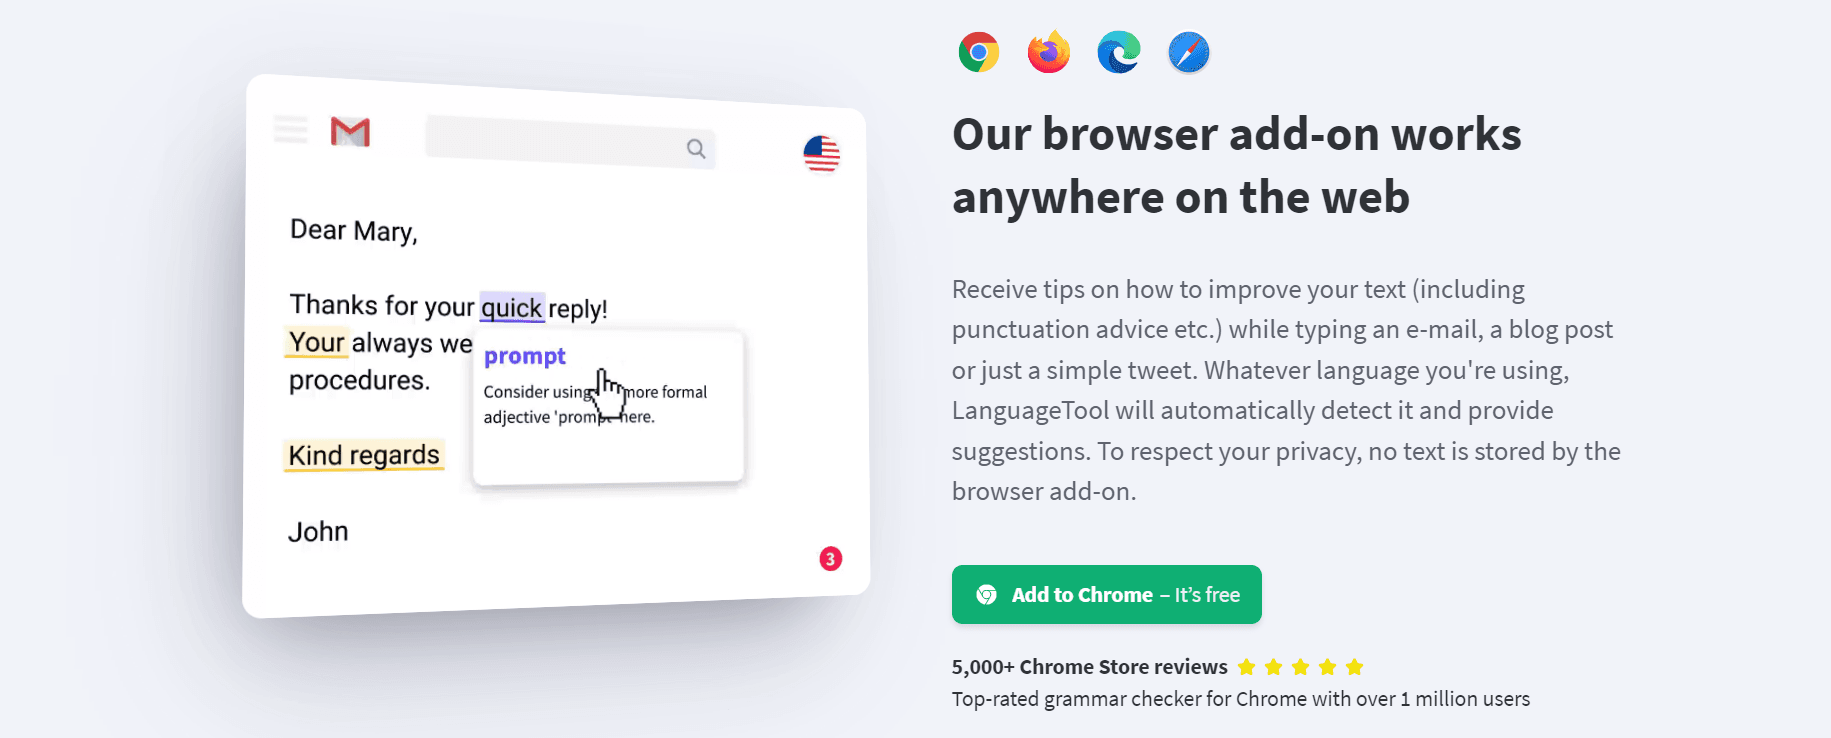 Dear Mary,
Thanks for your quick reply!
Your always we
procedures.
Kind regards
John
prompt
Consider using more formal
adjective 'prompt' here.
3
Our browser add-on works
anywhere on the web
Receive tips on how to improve your text (including
punctuation advice etc.) while typing an e-mail, a blog post
or just a simple tweet. Whatever language you're using,
LanguageTool will automatically detect it and provide
suggestions. To respect your privacy, no text is stored by the
browser add-on.
Add to Chrome – It’s free
5,000+ Chrome Store reviews
Top-rated grammar checker for Chrome with over 1 million users